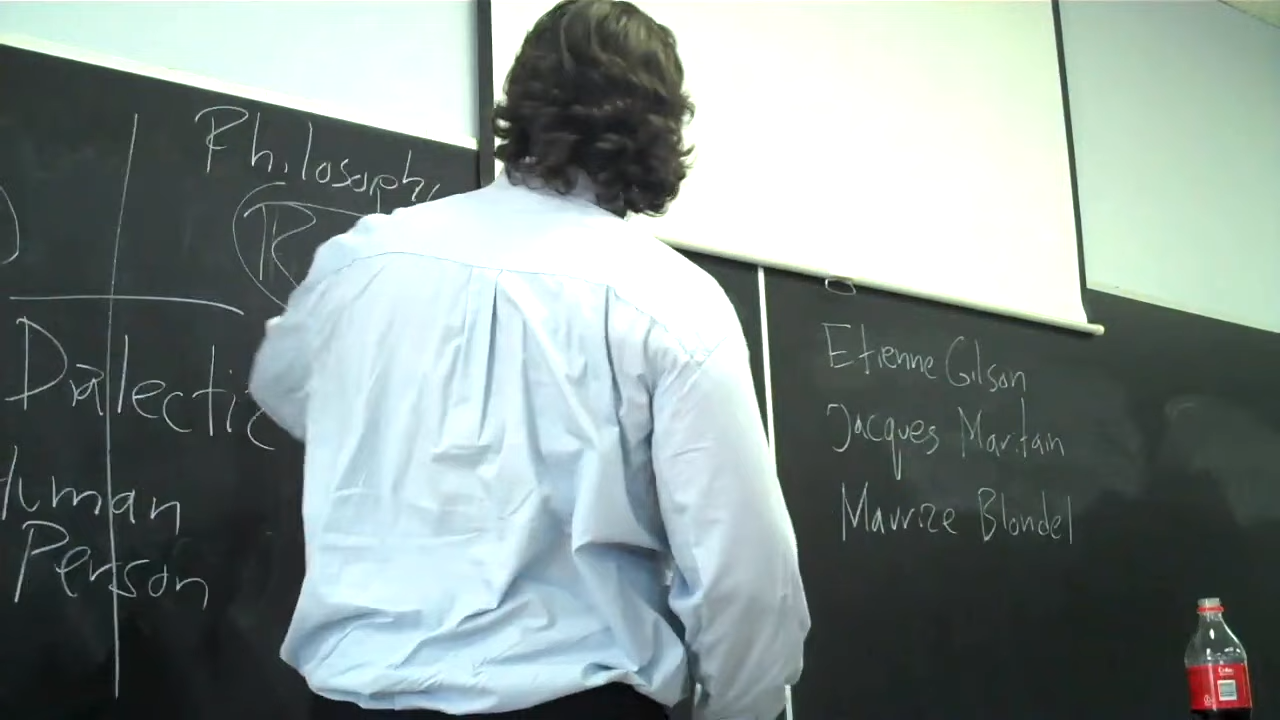 Philosophy
Dialectic
Human
Person
Etienne Gilson
Jacques Maritain
Maurice Blondel